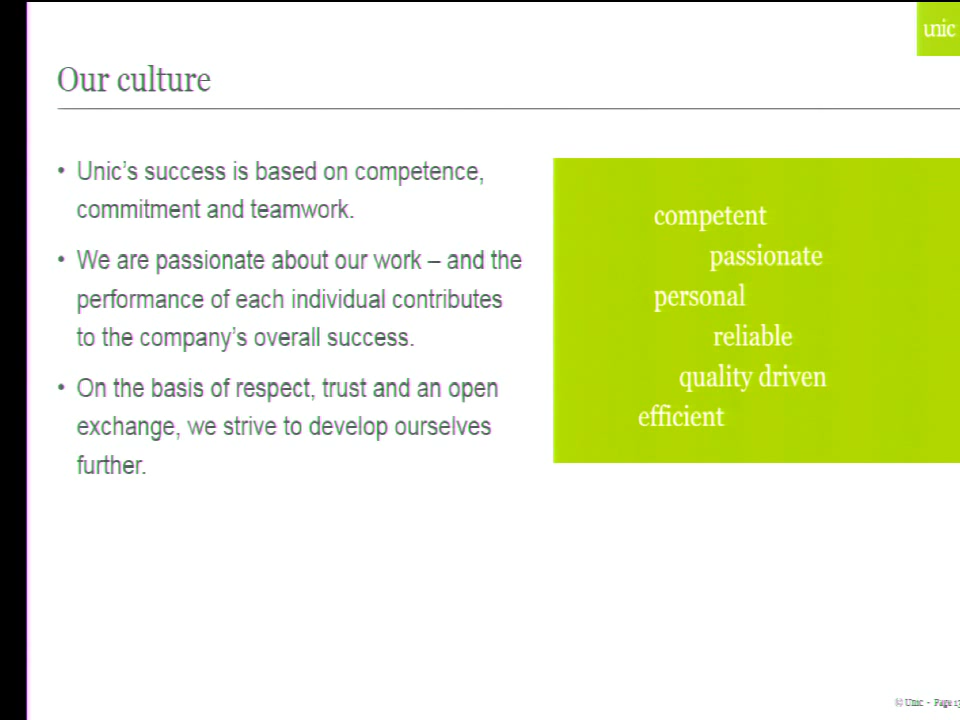 unic
Our culture
• Unic's success is based on competence,
commitment and teamwork.
• We are passionate about our work – and the
performance of each individual contributes
to the company's overall success.
• On the basis of respect, trust and an open
exchange, we strive to develop ourselves
further.
competent
passionate
personal
reliable
quality driven
efficient
© Unic - Page